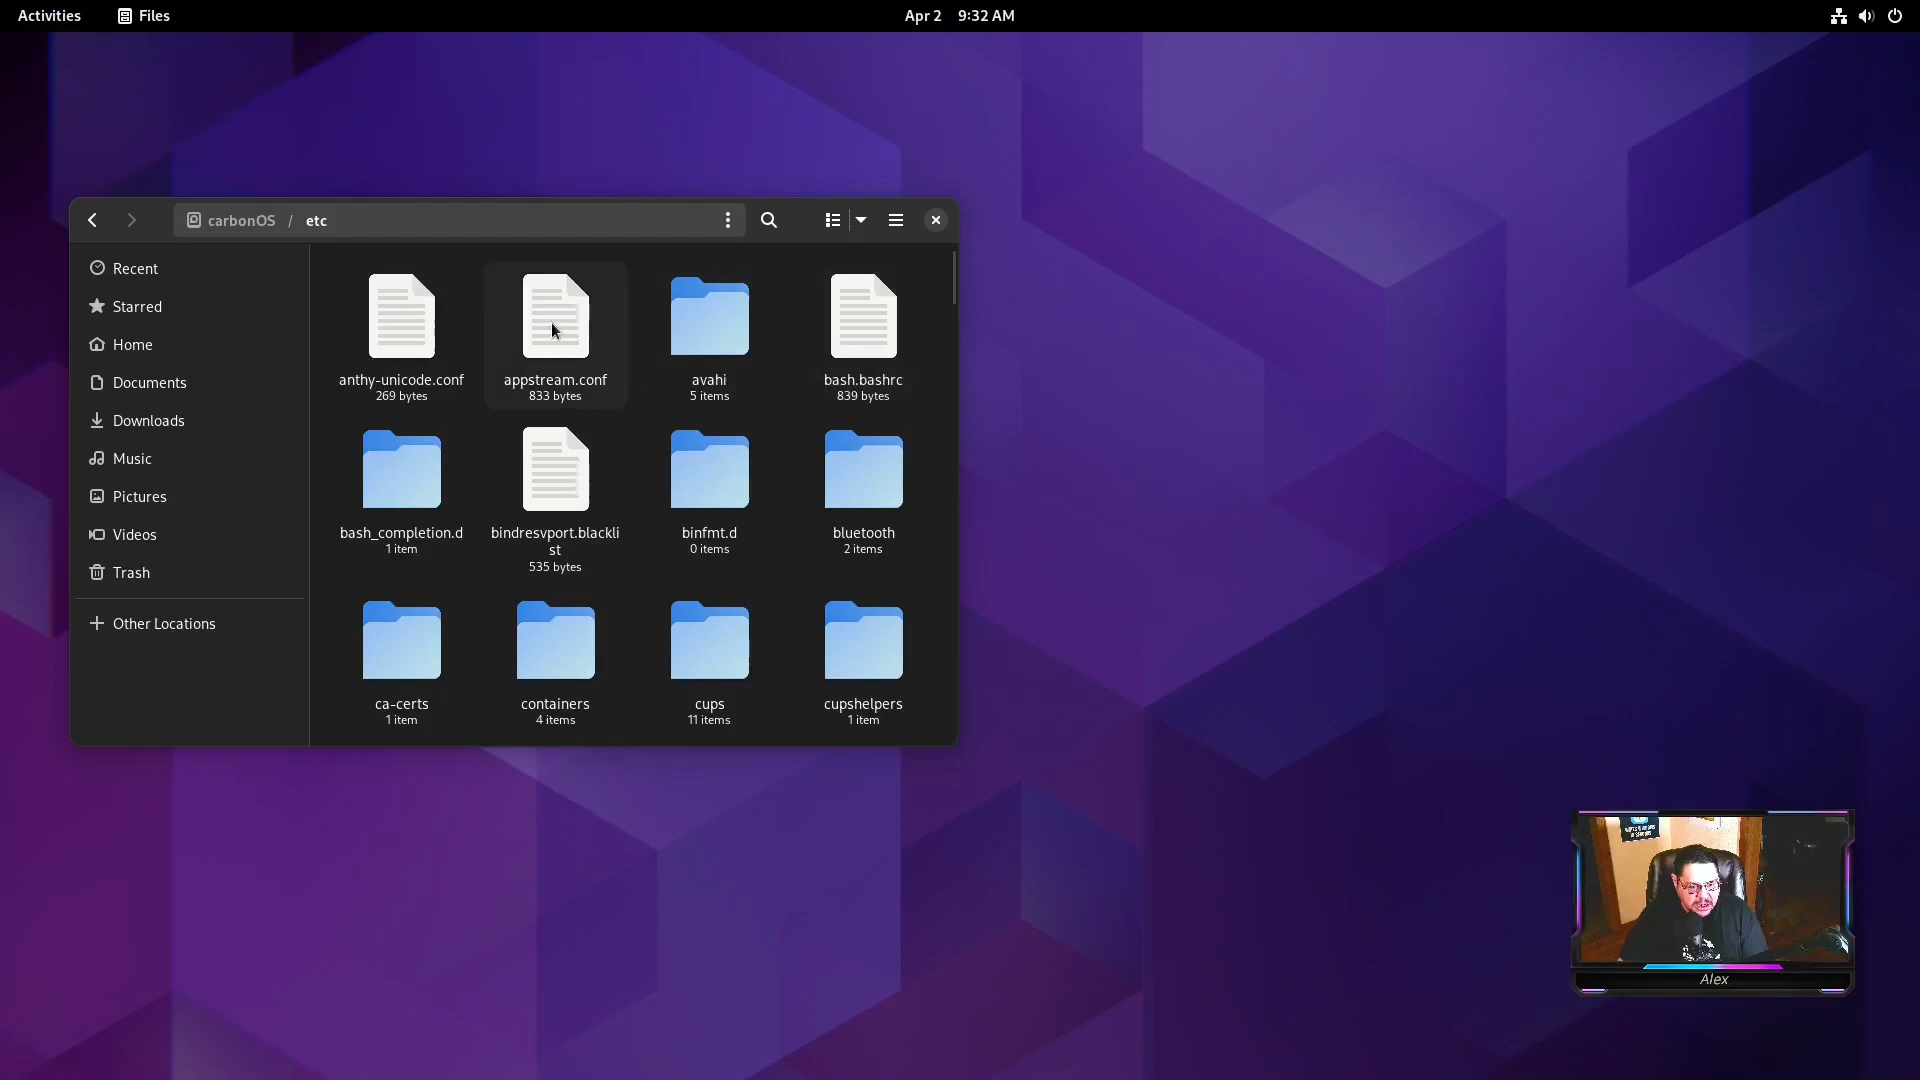 Activities
Files
Apr 2 9:32 AM
carbonOS / etc
Recent
Starred
Home
Documents
Downloads
Music
Pictures
Videos
Trash
Other Locations
anthy-unicode.conf
269 bytes
appstream.conf
833 bytes
avahi
5 items
bash.bashrc
839 bytes
bash_completion.d
1 item
bindresvport.blackli
st
535 bytes
binfmt.d
0 items
bluetooth
2 items
ca-certs
1 item
containers
4 items
cups
11 items
cupshelpers
1 item
Alex